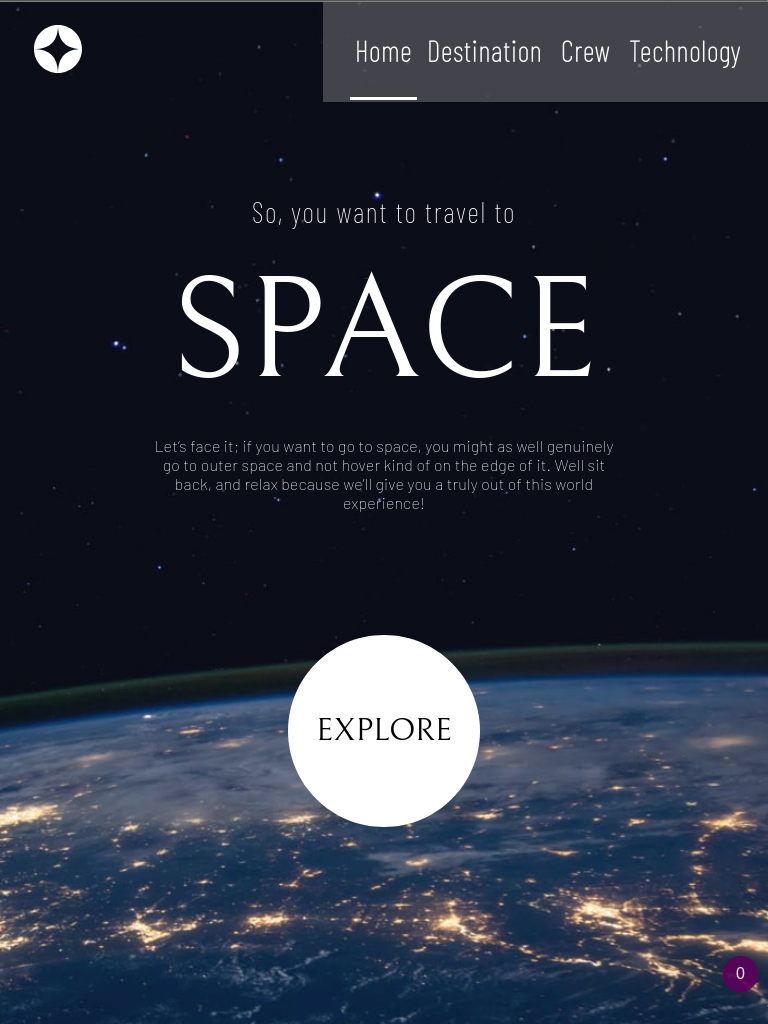 Home Destination Crew Technology
So, you want to travel to
SPACE
Let’s face it; if you want to go to space, you might as well genuinely
go to outer space and not hover kind of on the edge of it. Well sit
back, and relax because we’ll give you a truly out of this world
experience!
EXPLORE
0